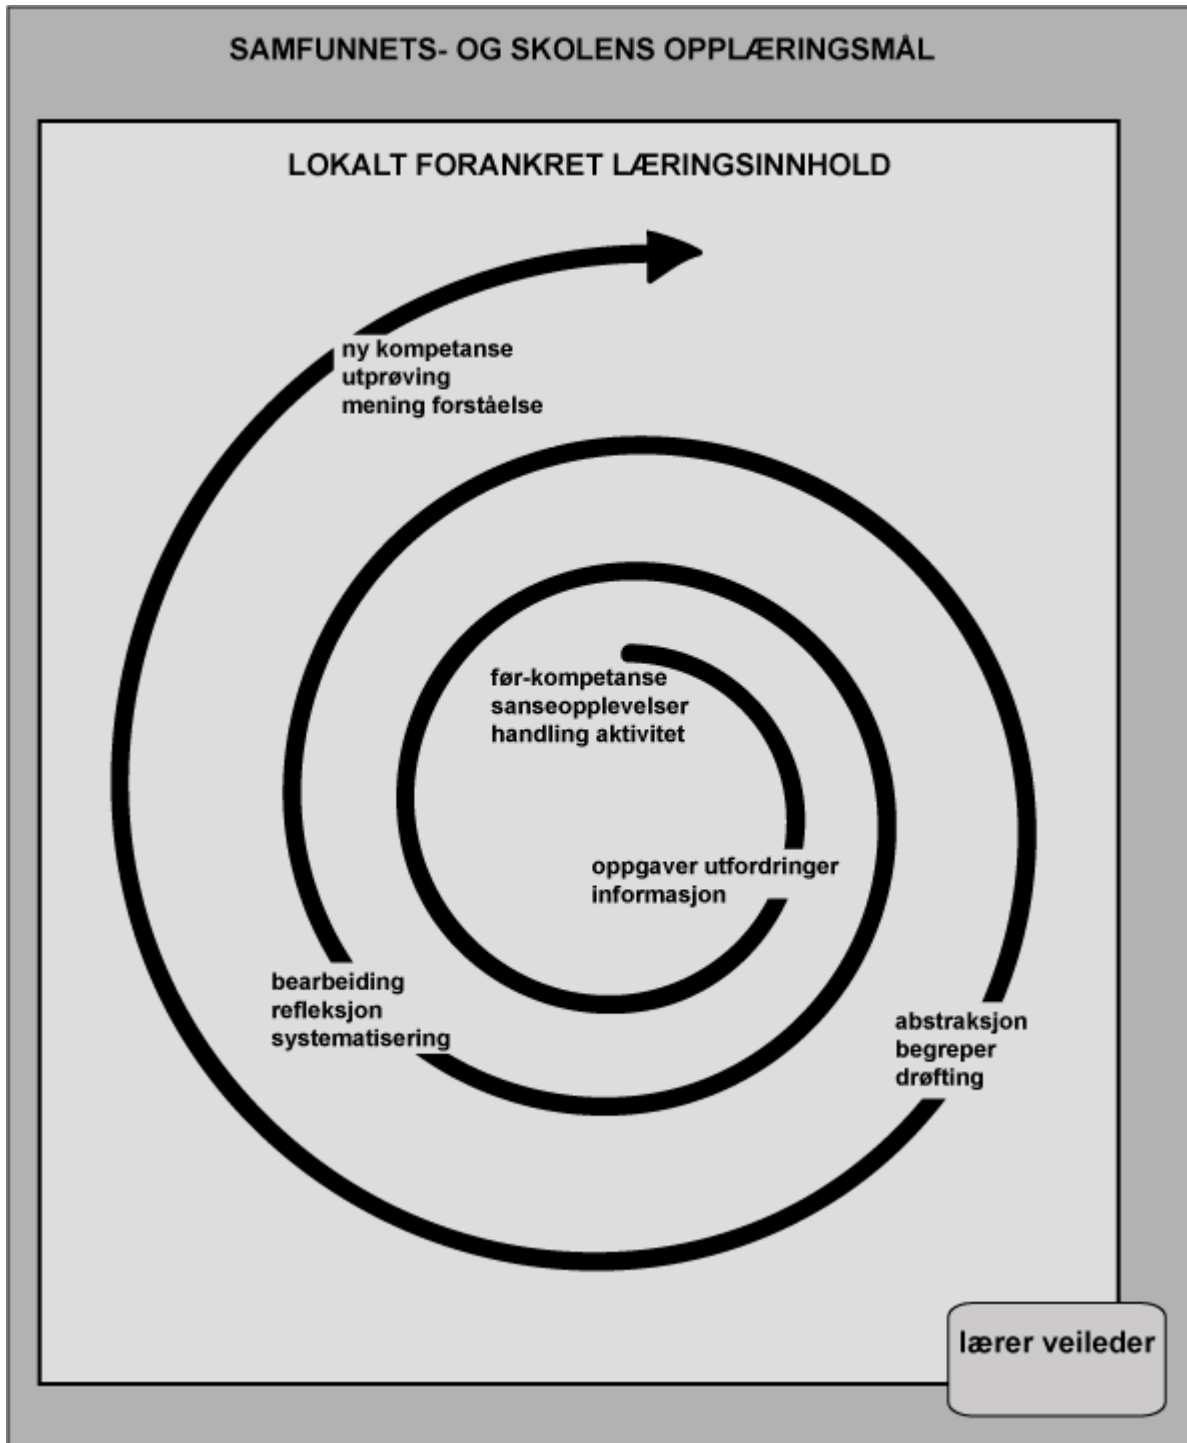 SAMFUNNETS- OG SKOLENS OPPLÆRINGSMÅL
LOKALT FORANKRET LÆRINGSINNHOLD
ny kompetanse
utprøving
mening forståelse
før-kompetanse
sanseopplevelser
handling aktivitet
oppgaver utfordringer
informasjon
bearbeiding
refleksjon
systematisering
abstraksjon
begreper
drøfting
lærer veileder